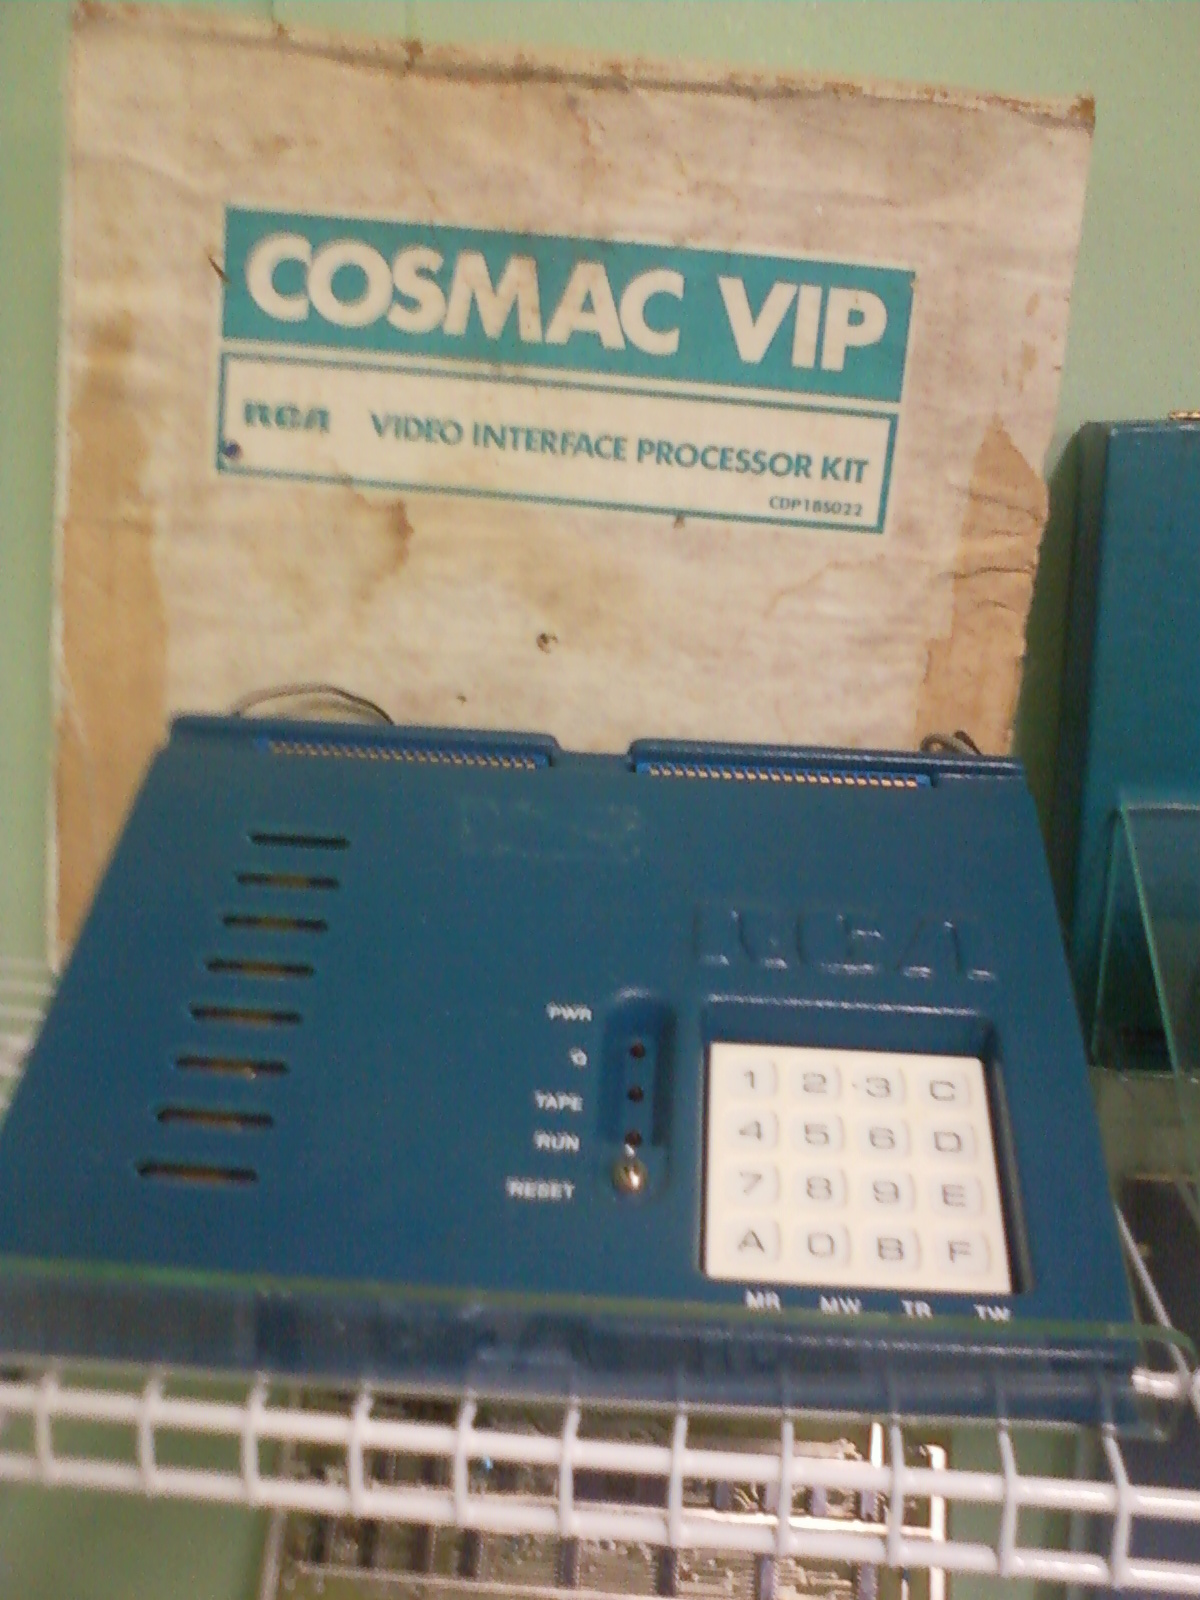 COSMAC VIP
RCA VIDEO INTERFACE PROCESSOR KIT
CDP18S022
RCA
PWR
Q
TAPE
RUN
RESET
1 2 3 C
4 5 6 D
7 8 9 E
A 0 B F
MR MW TR TW